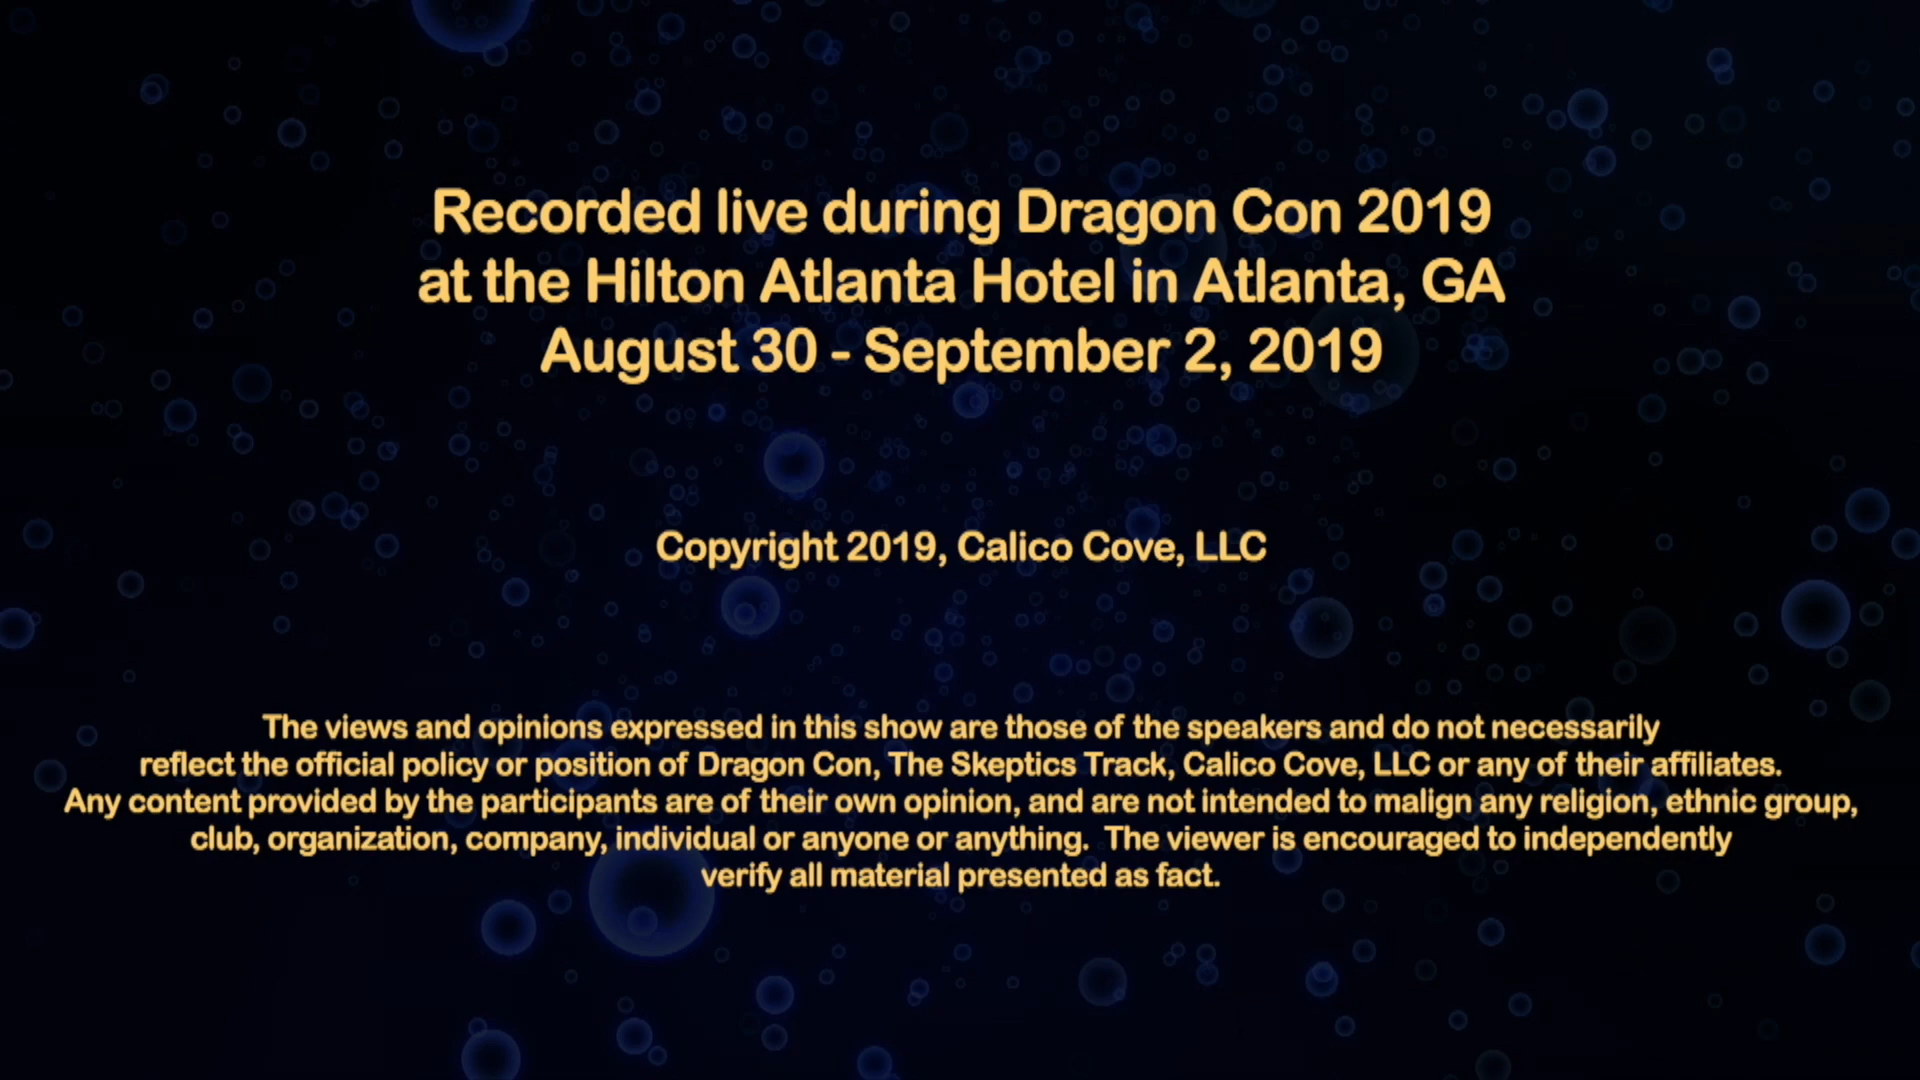 Recorded live during Dragon Con 2019
at the Hilton Atlanta Hotel in Atlanta, GA
August 30 - September 2, 2019
Copyright 2019, Calico Cove, LLC
The views and opinions expressed in this show are those of the speakers and do not necessarily
reflect the official policy or position of Dragon Con, The Skeptics Track, Calico Cove, LLC or any of their affiliates.
Any content provided by the participants are of their own opinion, and are not intended to malign any religion, ethnic group,
club, organization, company, individual or anyone or anything.  The viewer is encouraged to independently
verify all material presented as fact.